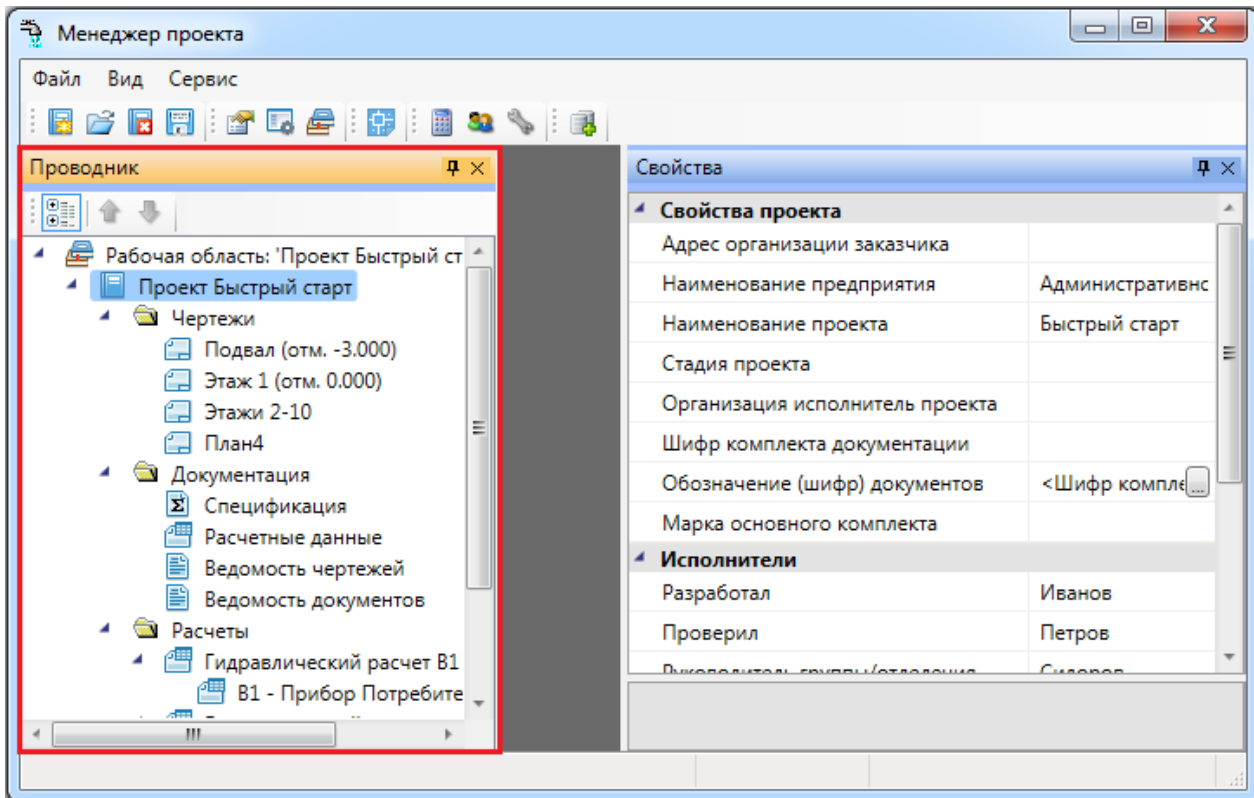 Менеджер проекта
Файл Вид Сервис
Проводник
Рабочая область: 'Проект Быстрый ст
Проект Быстрый старт
Чертежи
Подвал (отм. -3.000)
Этаж 1 (отм. 0.000)
Этажи 2-10
План4
Документация
Спецификация
Расчетные данные
Ведомость чертежей
Ведомость документов
Расчеты
Гидравлический расчет В1
В1 - Прибор Потребите
Свойства
Свойства проекта
Адрес организации заказчика
Наименование предприятия Административнс
Наименование проекта Быстрый старт
Стадия проекта
Организация исполнитель проекта
Шифр комплекта документации
Обозначение (шифр) документов <Шифр компле ...
Марка основного комплекта
Исполнители
Разработал Иванов
Проверил Петров
Руководитель группы/отделения Сидоров